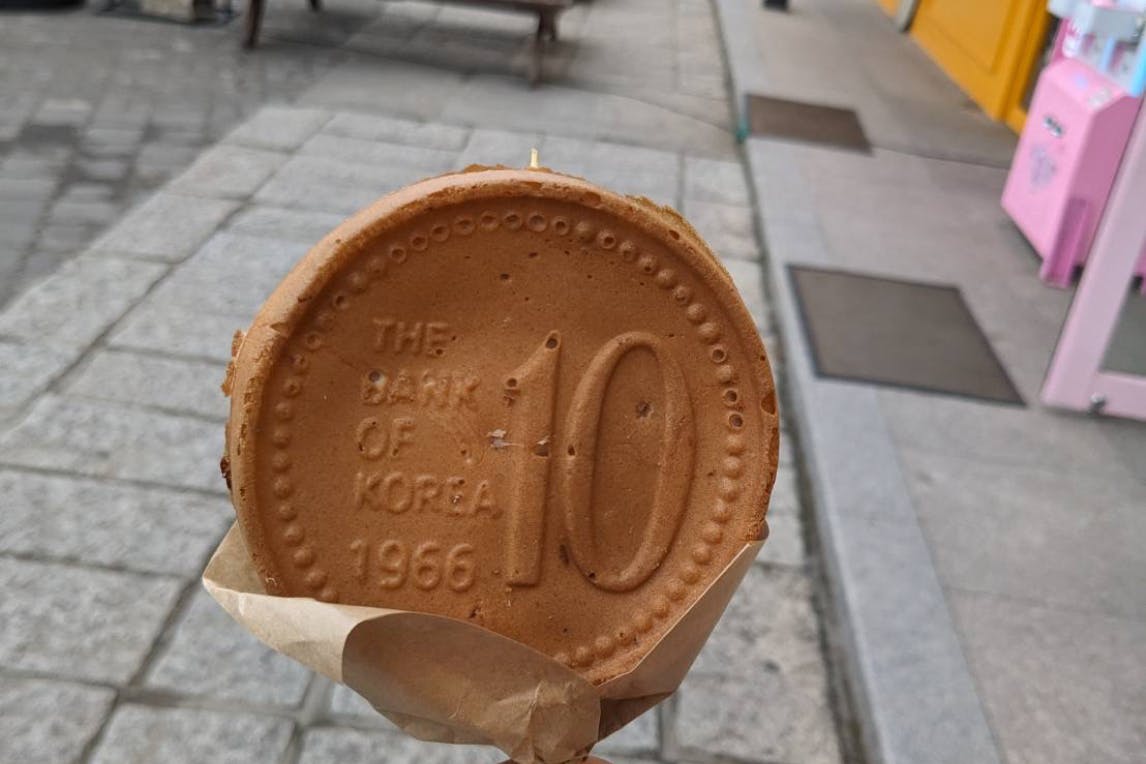 THE
BANK
OF
KOREA
1966
10